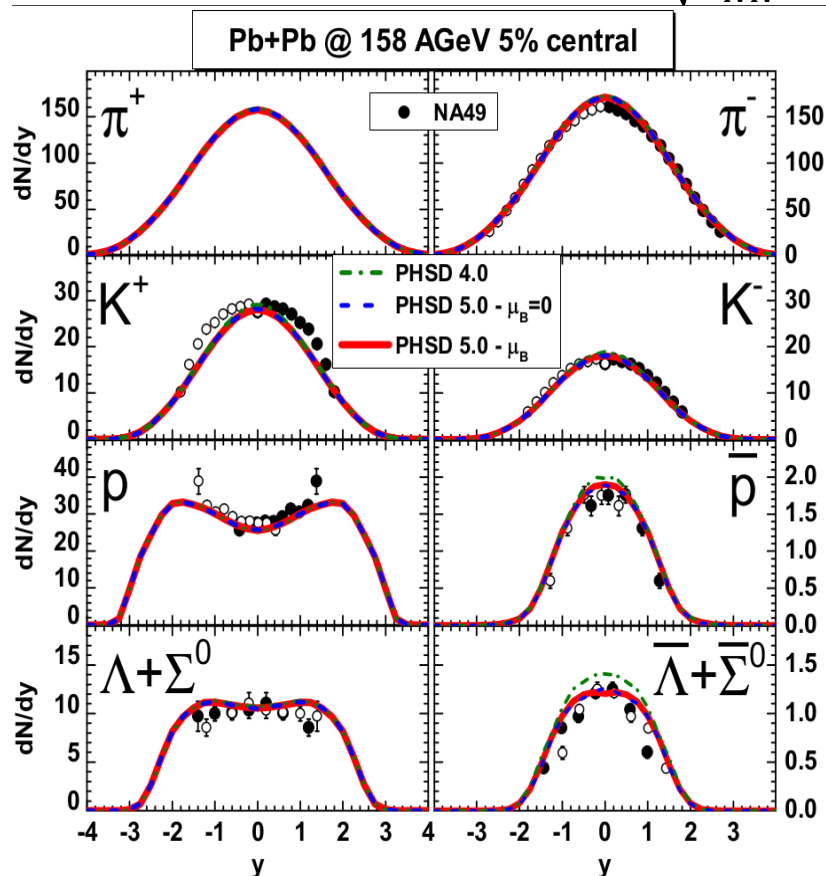 Pb+Pb @ 158 AGeV 5% central
dN/dy
150
100
50
0
π⁺
NA49
π⁻
150
100
50
0
dN/dy
30
20
10
0
K⁺
PHSD 4.0
PHSD 5.0 - μ_B=0
PHSD 5.0 - μ_B
K⁻
30
20
10
0
dN/dy
40
30
20
10
0
p
p̅
2.0
1.5
1.0
0.5
0.0
dN/dy
15
10
5
0
Λ+Σ⁰
Λ̅+Σ̅⁰
1.5
1.0
0.5
0.0
-4 -3 -2 -1 0 1 2 3 4 -3 -2 -1 0 1 2 3
y y